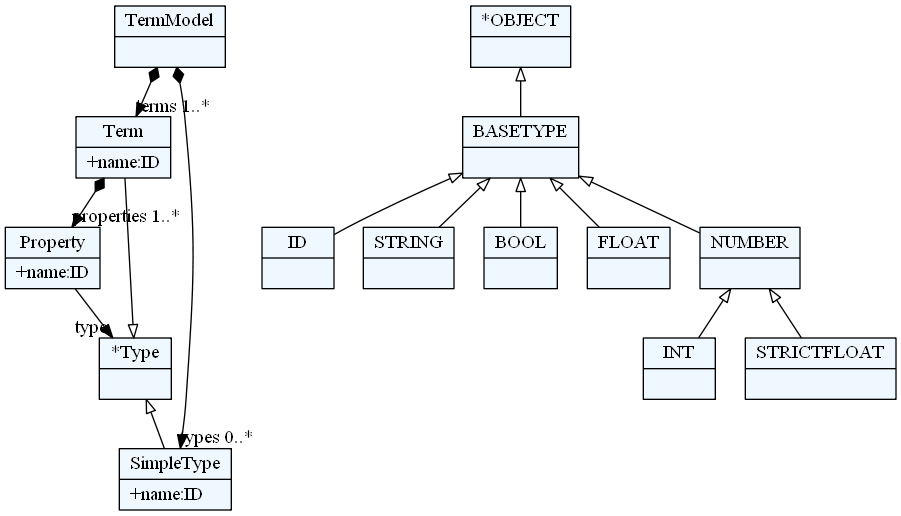 TermModel
*OBJECT
terms 1..*
Term
+name:ID
BASETYPE
properties 1..*
Property
+name:ID
ID
STRING
BOOL
FLOAT
NUMBER
type
*Type
INT
STRICTFLOAT
types 0..*
SimpleType
+name:ID